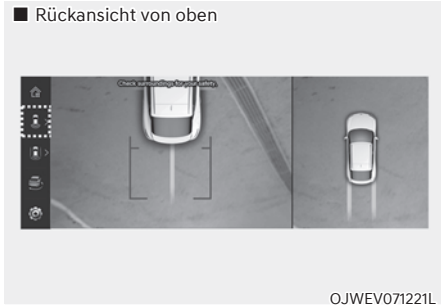 ■ Rückansicht von oben
Check surroundings for your safety.
OJWEV071221L